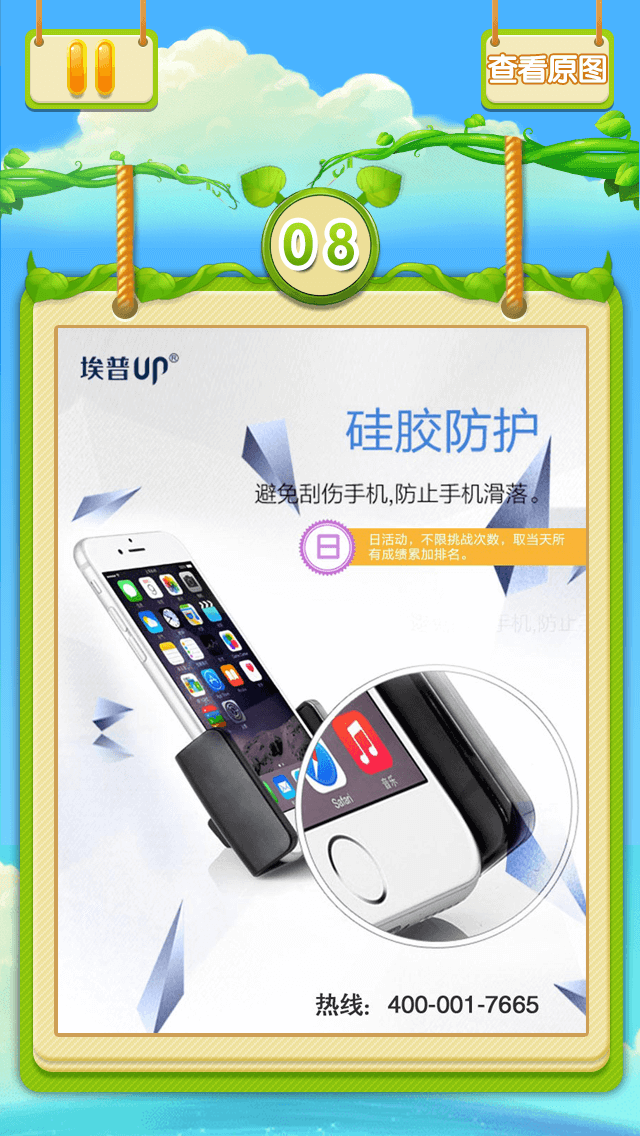 查看原图
08
埃普UP®
硅胶防护
避免刮伤手机,防止手机滑落。
日
日活动，不限挑战次数，取当天所
有成绩累加排名。
手机,防止
Safari
音乐
热线： 400-001-7665